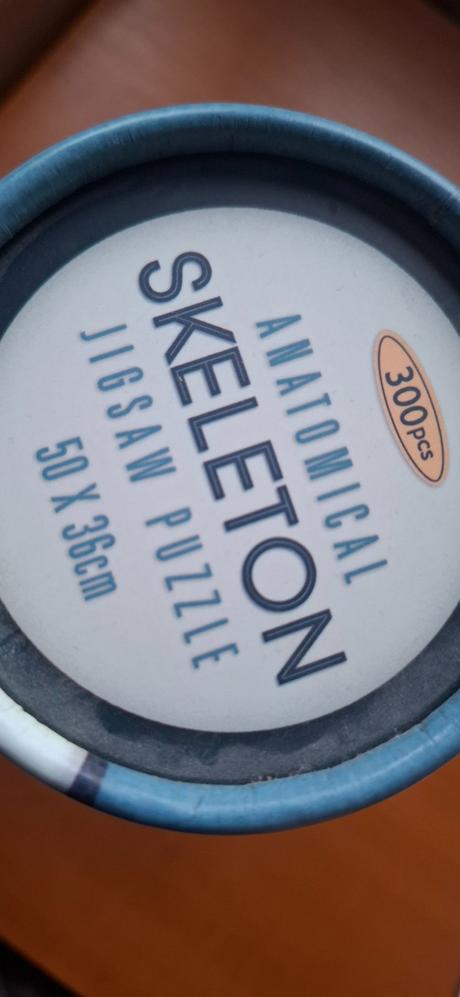 300pcs
ANATOMICAL
SKELETON
JIGSAW PUZZLE
50 X 36cm